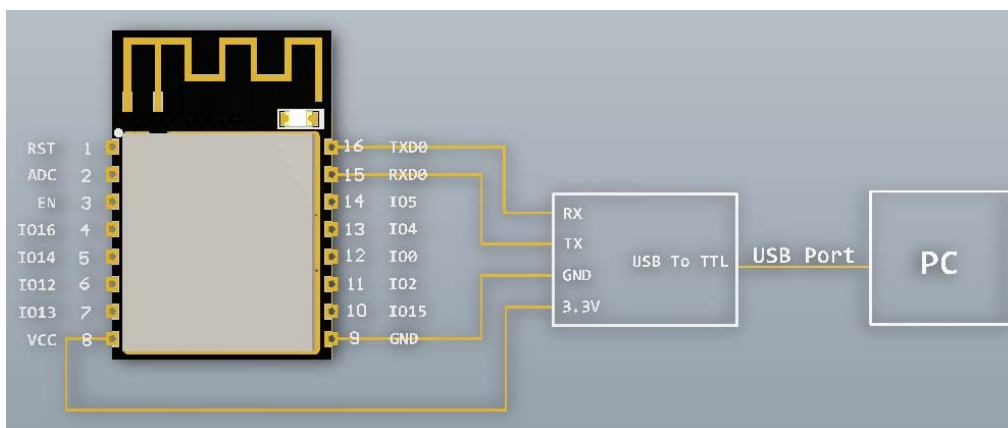 RST 1
ADC 2
EN 3
IO16 4
IO14 5
IO12 6
IO13 7
VCC 8
16 TXD0
15 RXD0
14 IO5
13 IO4
12 IO0
11 IO2
10 IO15
9 GND
RX
TX
GND
3.3V
USB To TTL
USB Port
PC